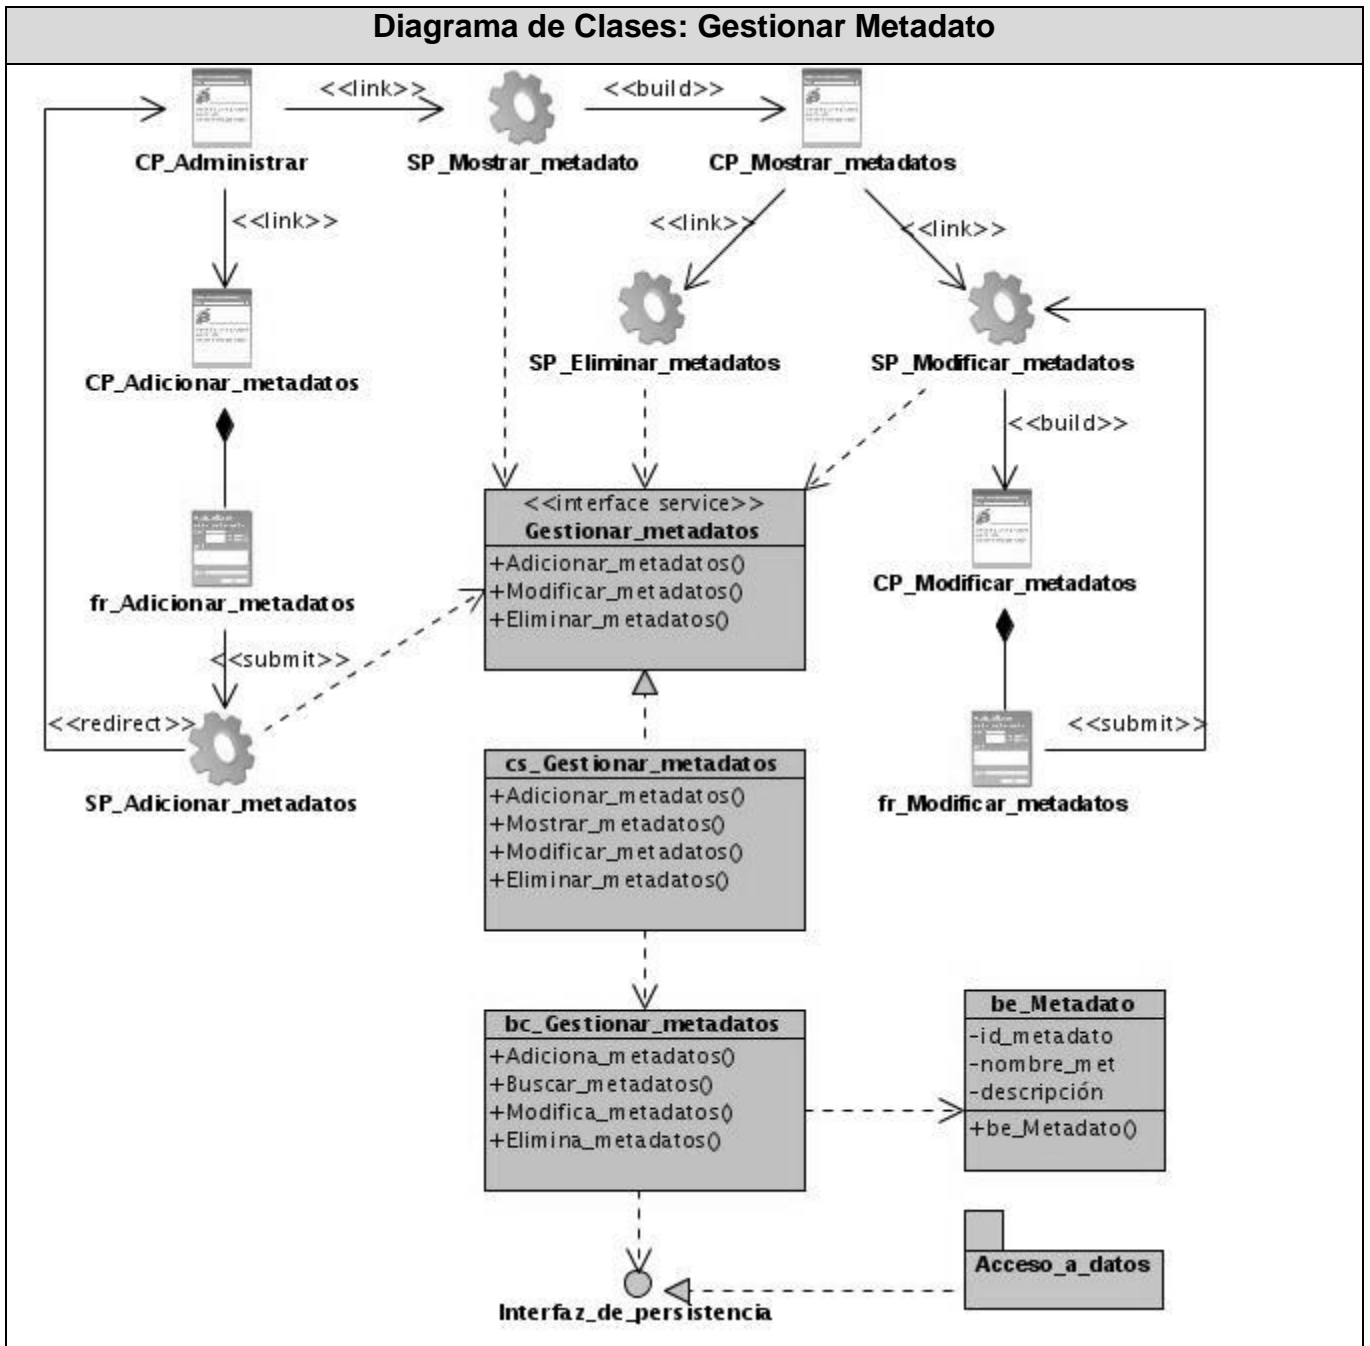 Diagrama de Clases: Gestionar Metadato
<<link>>
<<build>>
CP_Administrar
SP_Mostrar_metadato
CP_Mostrar_metadatos
<<link>>
<<link>>
<<link>>
CP_Adicionar_metadatos
SP_Eliminar_metadatos
SP_Modificar_metadatos
<<build>>
<<interface service>>
Gestionar_metadatos
+Adicionar_metadatos()
+Modificar_metadatos()
+Eliminar_metadatos()
CP_Modificar_metadatos
fr_Adicionar_metadatos
<<submit>>
<<redirect>>
<<submit>>
SP_Adicionar_metadatos
cs_Gestionar_metadatos
+Adicionar_metadatos()
+Mostrar_metadatos()
+Modificar_metadatos()
+Eliminar_metadatos()
fr_Modificar_metadatos
bc_Gestionar_metadatos
+Adiciona_metadatos()
+Buscar_metadatos()
+Modifica_metadatos()
+Elimina_metadatos()
be_Metadato
-id_metadato
-nombre_met
-descripción
+be_Metadato()
Acceso_a_datos
Interfaz_de_persistencia